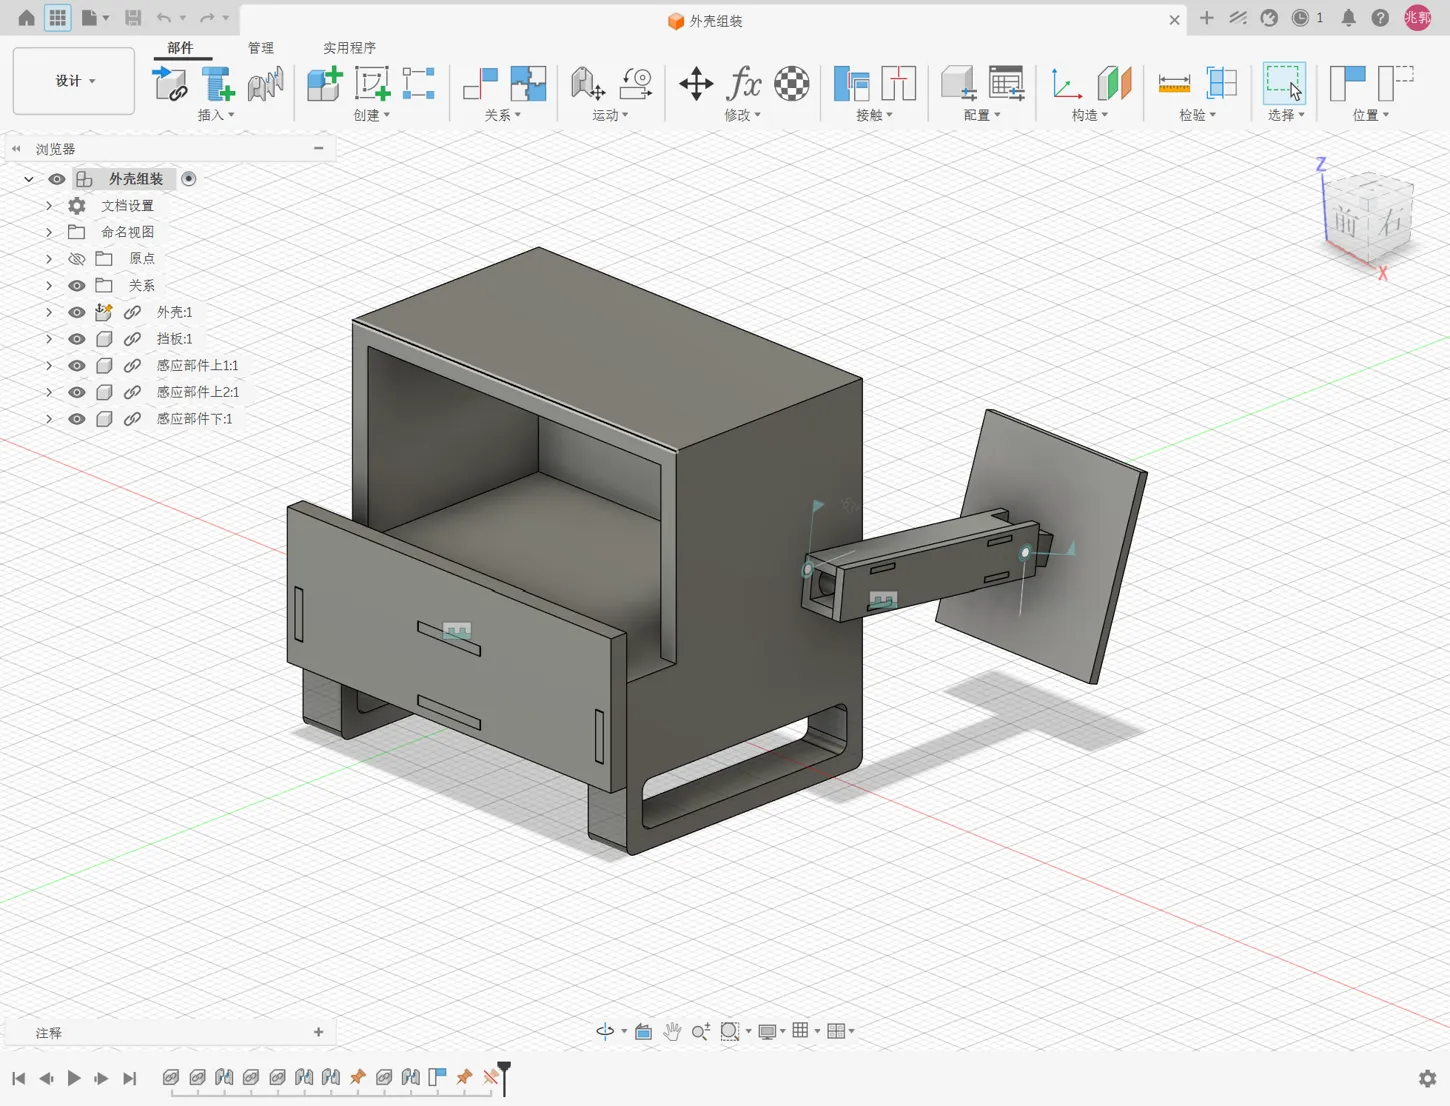 外壳组装
1
兆郭
部件 管理 实用程序
设计
插入 创建 关系 运动 修改 接触 配置 构造 检验 选择 位置
fx
浏览器
外壳组装
文档设置
命名视图
原点
关系
外壳:1
挡板:1
感应部件上1:1
感应部件上2:1
感应部件下:1
Z
前 右
X
注释